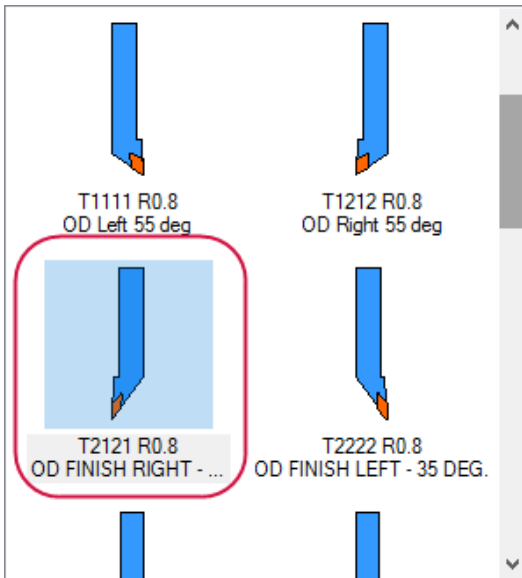 T1111 R0.8
OD Left 55 deg
T1212 R0.8
OD Right 55 deg
T2121 R0.8
OD FINISH RIGHT - ...
T2222 R0.8
OD FINISH LEFT - 35 DEG.